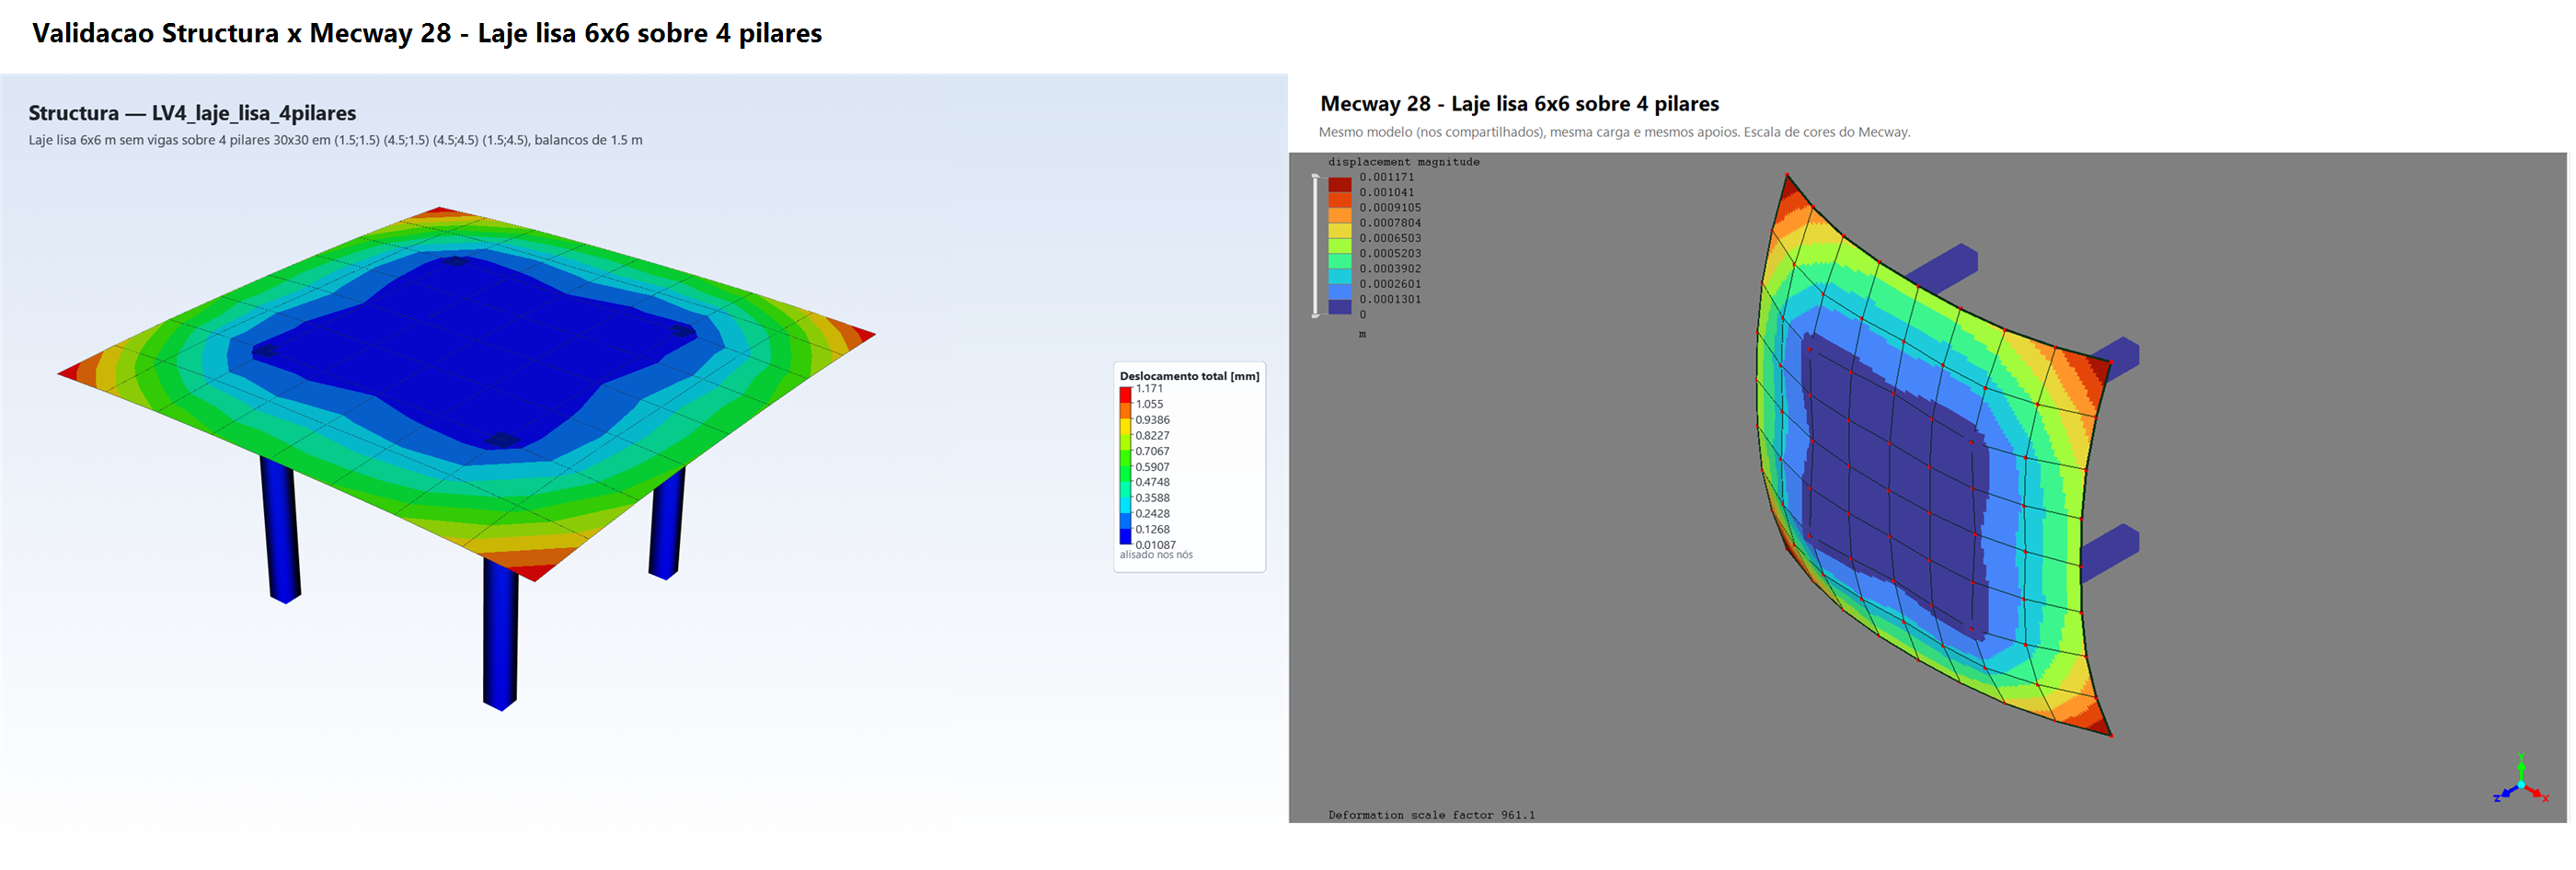 Validacao Structura x Mecway 28 - Laje lisa 6x6 sobre 4 pilares
Structura — LV4_laje_lisa_4pilares
Laje lisa 6x6 m sem vigas sobre 4 pilares 30x30 em (1.5;1.5) (4.5;1.5) (4.5;4.5) (1.5;4.5), balancos de 1.5 m
Deslocamento total [mm]
1.171
1.055
0.9386
0.8227
0.7067
0.5907
0.4748
0.3588
0.2428
0.1268
0.01087
alisado nos nós
Mecway 28 - Laje lisa 6x6 sobre 4 pilares
Mesmo modelo (nos compartilhados), mesma carga e mesmos apoios. Escala de cores do Mecway.
displacement magnitude
0.001171
0.001041
0.0009105
0.0007804
0.0006503
0.0005203
0.0003902
0.0002601
0.0001301
0
m
Deformation scale factor 961.1
Y
Z
X